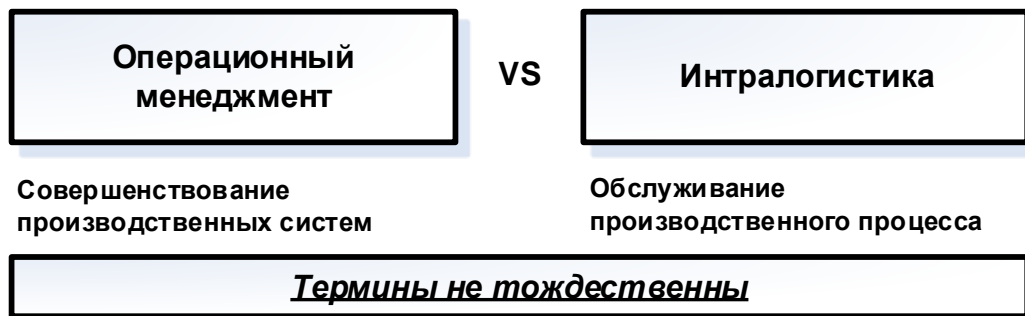 Операционный
менеджмент
VS
Интралогистика
Совершенствование
производственных систем
Обслуживание
производственного процесса
Термины не тождественны